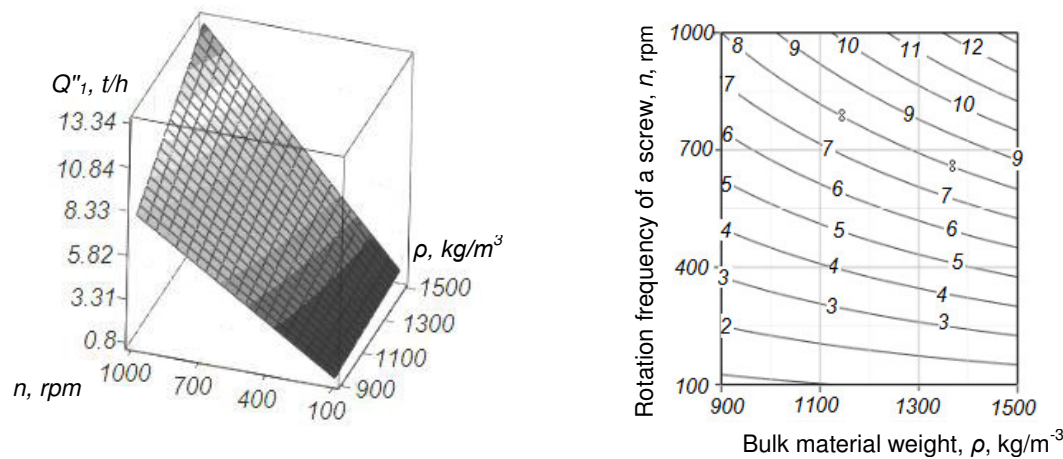 Q"1, t/h
13.34
10.84
8.33
5.82
3.31
0.8
n, rpm
1000
700
400
100
ρ, kg/m3
1500
1300
1100
900
Rotation frequency of a screw, n, rpm
1000
700
400
100
8 9 10 11 12
7 8 9 10
6 7 8 9
5 6 7
4 5 6
3 4 5
2 3 4
3
900 1100 1300 1500
Bulk material weight, ρ, kg/m-3